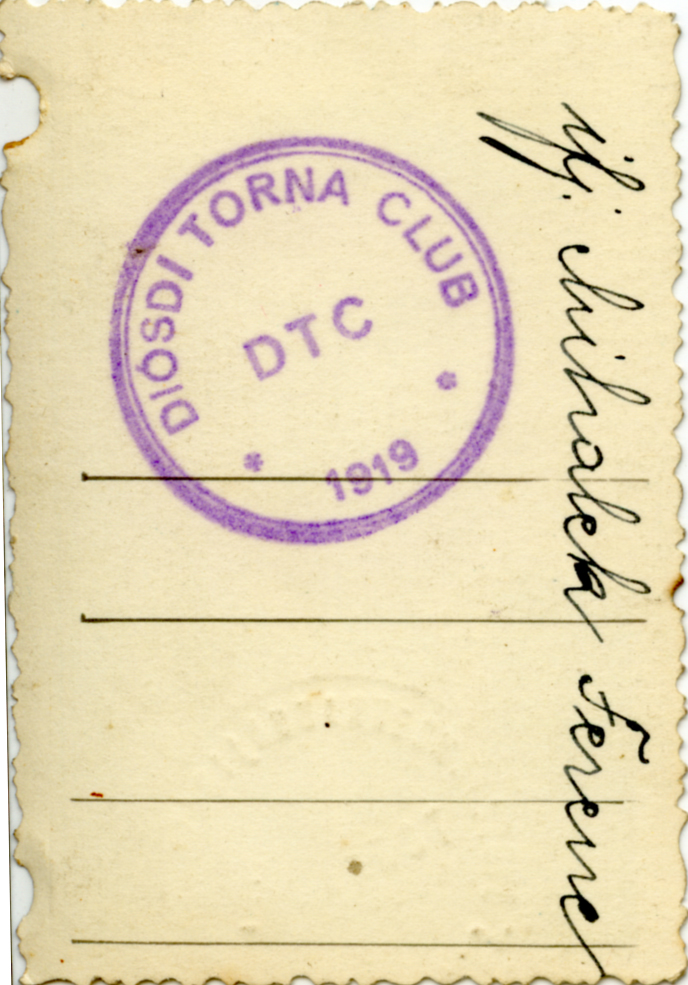 DIÓSDI TORNA CLUB
DTC
* 1919 *
ifj. Mihalek Ferenc